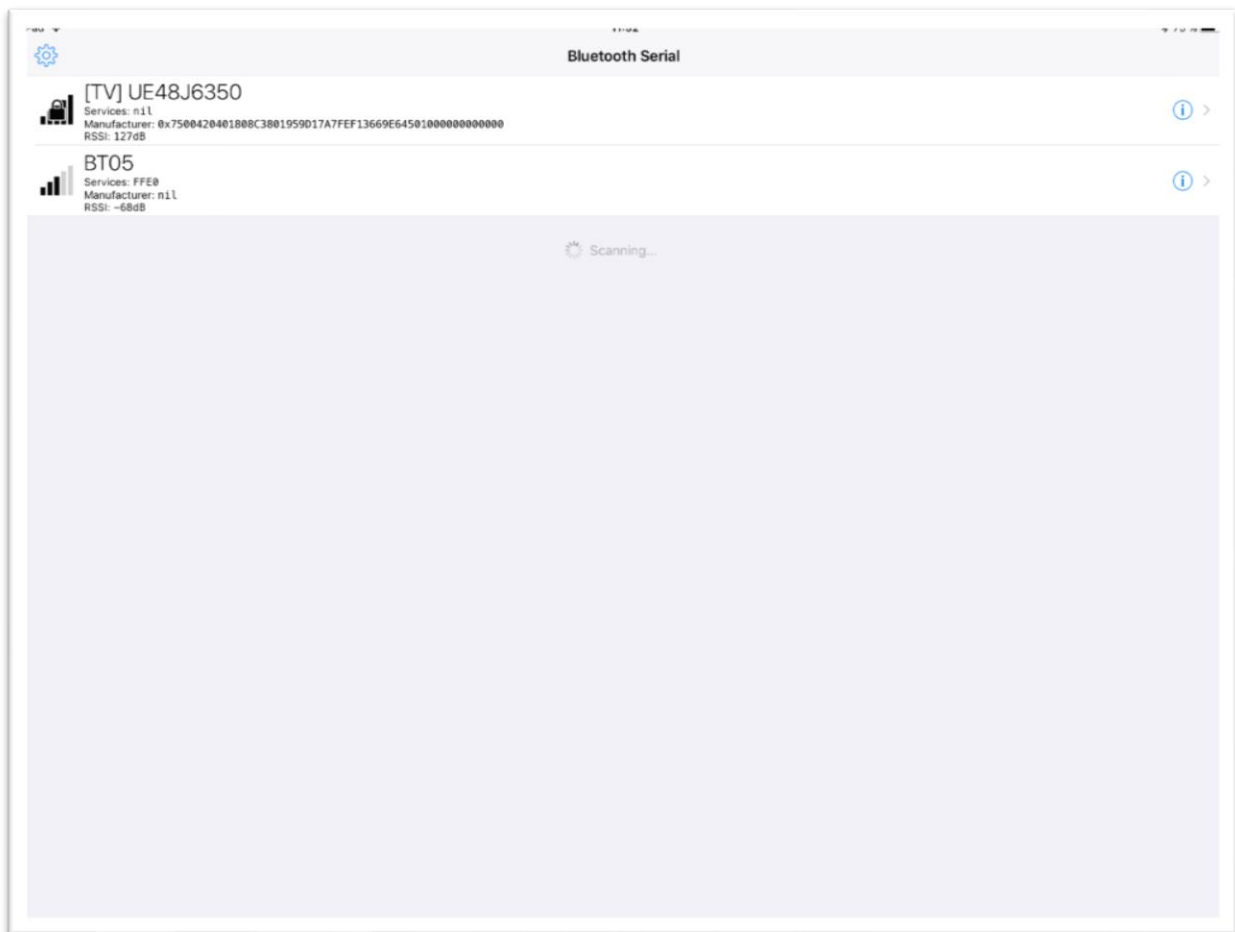 Bluetooth Serial
[TV] UE48J6350
Services: nil
Manufacturer: 0x7500420401808C3801959D17A7FEF13669E64501000000000000
RSSI: 127dB
BT05
Services: FFE0
Manufacturer: nil
RSSI: -68dB
Scanning...